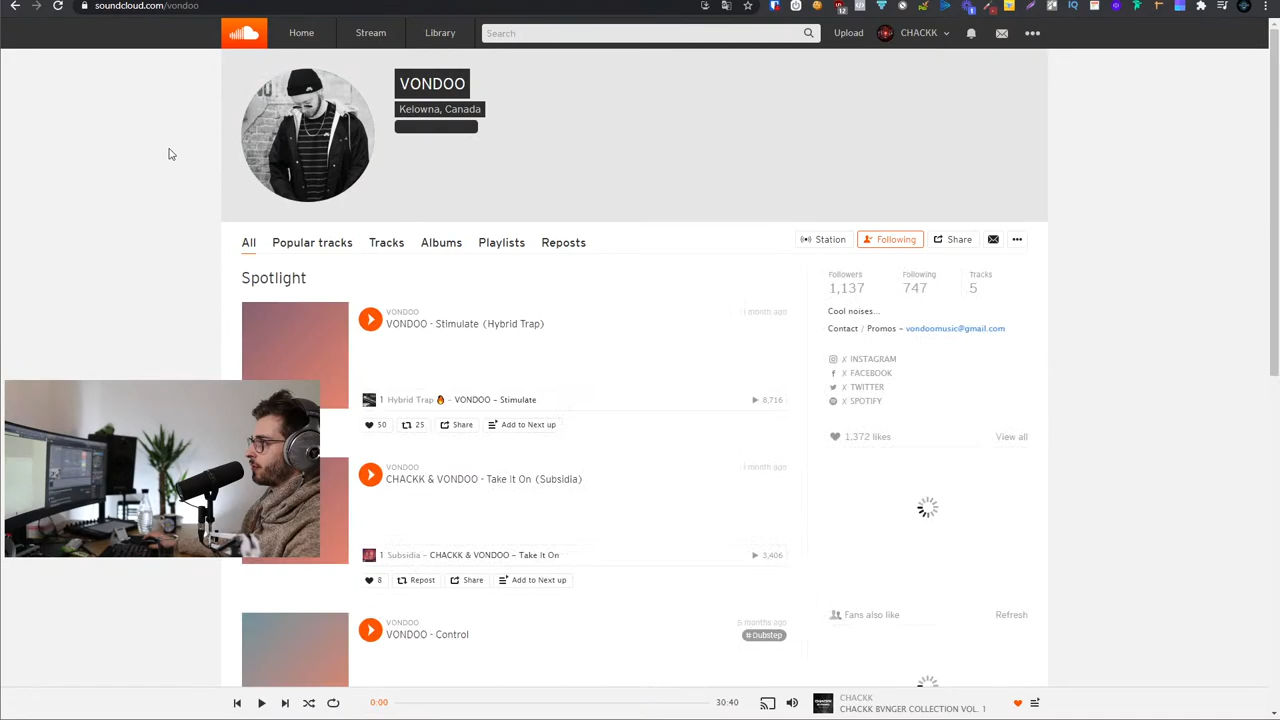 soundcloud.com/vondoo
Home
Stream
Library
Search
Upload
CHACKK
VONDOO
Kelowna, Canada
All
Popular tracks
Tracks
Albums
Playlists
Reposts
Station
Following
Share
Spotlight
VONDOO
1 month ago
VONDOO - Stimulate (Hybrid Trap)
1 Hybrid Trap 🔥 – VONDOO – Stimulate
8,716
50
25
Share
Add to Next up
VONDOO
1 month ago
CHACKK & VONDOO - Take It On (Subsidia)
1 Subsidia – CHACKK & VONDOO – Take It On
3,406
8
Repost
Share
Add to Next up
VONDOO
6 months ago
VONDOO - Control
# Dubstep
Followers
1,137
Following
747
Tracks
5
Cool noises...
Contact / Promos – vondoomusic@gmail.com
X INSTAGRAM
X FACEBOOK
X TWITTER
X SPOTIFY
1,372 likes
View all
Fans also like
Refresh
0:00
30:40
CHACKK
CHACKK BVNGER COLLECTION VOL. 1